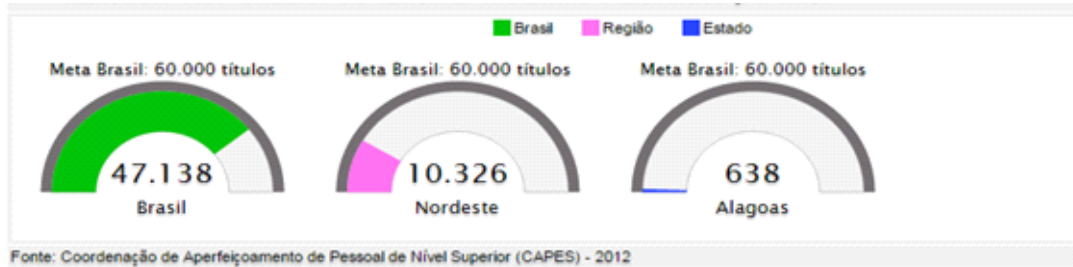 Brasil Região Estado
Meta Brasil: 60.000 títulos Meta Brasil: 60.000 títulos Meta Brasil: 60.000 títulos
47.138 10.326 638
Brasil Nordeste Alagoas
Fonte: Coordenação de Aperfeiçoamento de Pessoal de Nível Superior (CAPES) - 2012